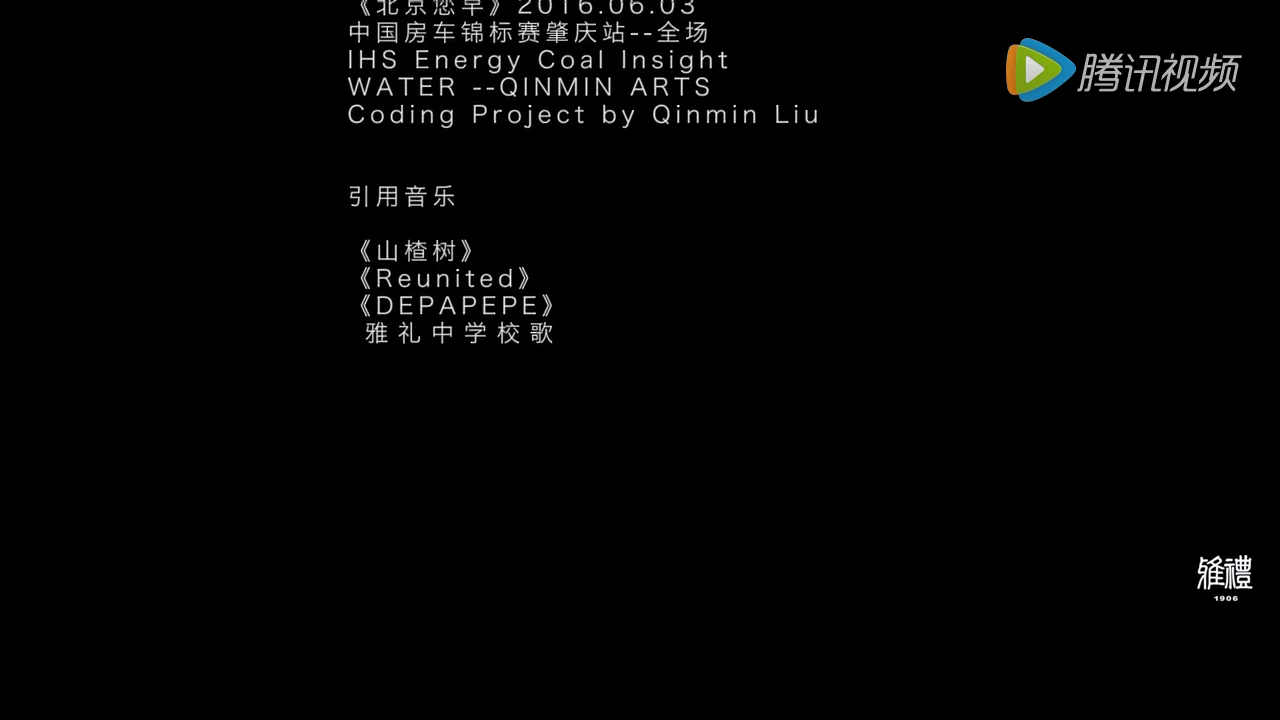 《北京您早》2016.06.03
中国房车锦标赛肇庆站--全场
IHS Energy Coal Insight
WATER --QINMIN ARTS
Coding Project by Qinmin Liu
引用音乐
《山楂树》
《Reunited》
《DEPAPEPE》
雅礼中学校歌
腾讯视频
雅禮
1906